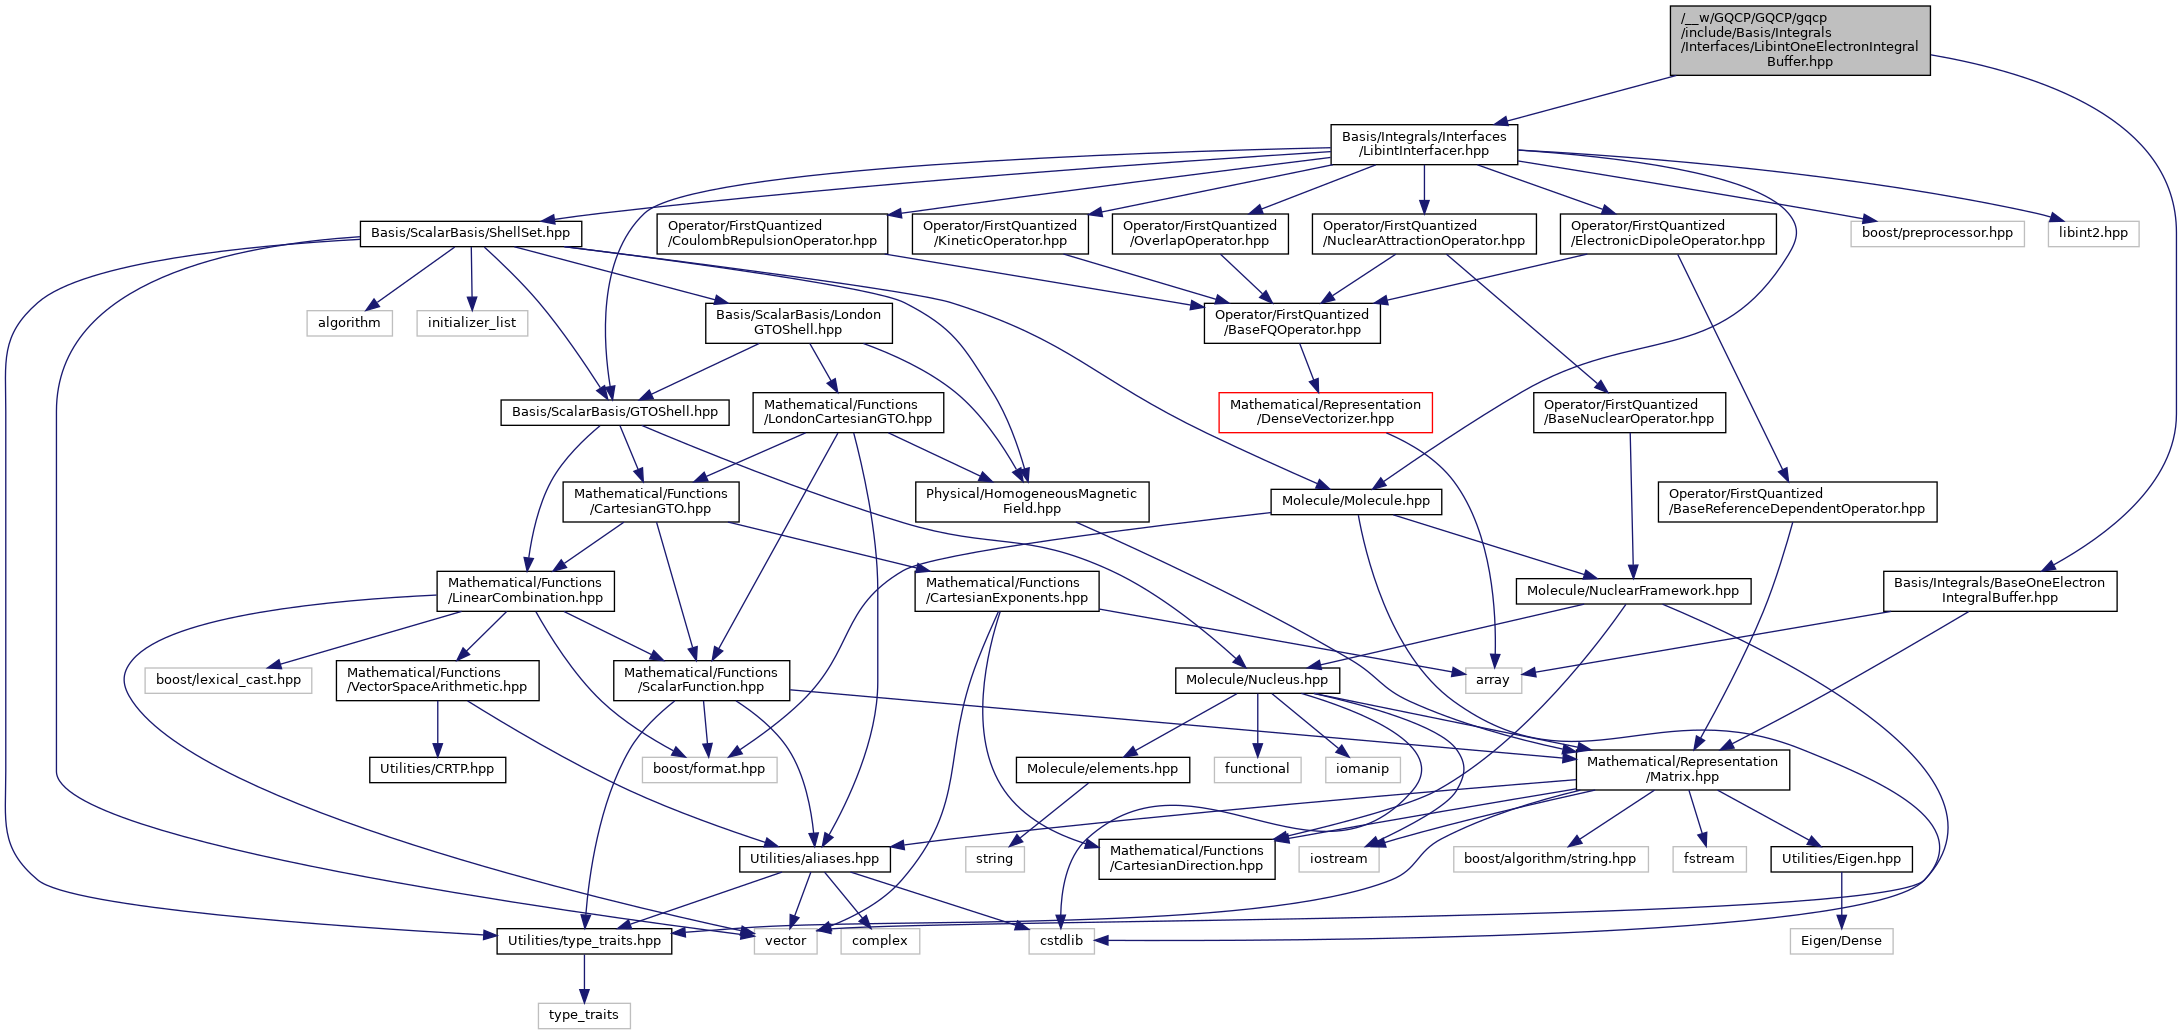 /__w/GQCP/GQCP/gqcp
/include/Basis/Integrals
/Interfaces/LibintOneElectronIntegral
Buffer.hpp
Basis/Integrals/Interfaces
/LibintInterfacer.hpp
Basis/ScalarBasis/ShellSet.hpp
Operator/FirstQuantized
/CoulombRepulsionOperator.hpp
Operator/FirstQuantized
/KineticOperator.hpp
Operator/FirstQuantized
/OverlapOperator.hpp
Operator/FirstQuantized
/NuclearAttractionOperator.hpp
Operator/FirstQuantized
/ElectronicDipoleOperator.hpp
boost/preprocessor.hpp
libint2.hpp
algorithm
initializer_list
Basis/ScalarBasis/London
GTOShell.hpp
Operator/FirstQuantized
/BaseFQOperator.hpp
Basis/ScalarBasis/GTOShell.hpp
Mathematical/Functions
/LondonCartesianGTO.hpp
Mathematical/Representation
/DenseVectorizer.hpp
Operator/FirstQuantized
/BaseNuclearOperator.hpp
Mathematical/Functions
/CartesianGTO.hpp
Physical/HomogeneousMagnetic
Field.hpp
Molecule/Molecule.hpp
Operator/FirstQuantized
/BaseReferenceDependentOperator.hpp
Mathematical/Functions
/LinearCombination.hpp
Mathematical/Functions
/CartesianExponents.hpp
Molecule/NuclearFramework.hpp
Basis/Integrals/BaseOneElectron
IntegralBuffer.hpp
boost/lexical_cast.hpp
Mathematical/Functions
/VectorSpaceArithmetic.hpp
Mathematical/Functions
/ScalarFunction.hpp
Molecule/Nucleus.hpp
array
Utilities/CRTP.hpp
boost/format.hpp
Molecule/elements.hpp
functional
iomanip
Mathematical/Representation
/Matrix.hpp
Utilities/aliases.hpp
string
Mathematical/Functions
/CartesianDirection.hpp
iostream
boost/algorithm/string.hpp
fstream
Utilities/Eigen.hpp
Utilities/type_traits.hpp
vector
complex
cstdlib
Eigen/Dense
type_traits